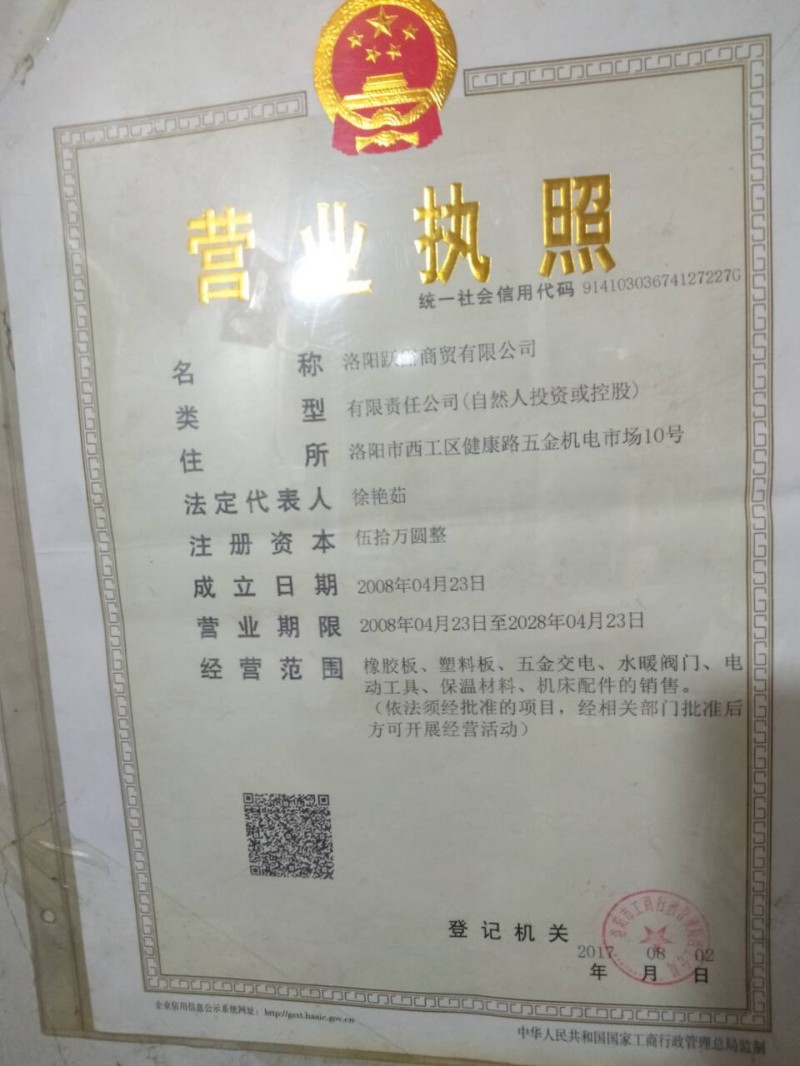 营业执照
统一社会信用代码 91410303674127227G
名称 洛阳跃 商贸有限公司
类型 有限责任公司(自然人投资或控股)
住所 洛阳市西工区健康路五金机电市场10号
法定代表人 徐艳茹
注册资本 伍拾万圆整
成立日期 2008年04月23日
营业期限 2008年04月23日至2028年04月23日
经营范围 橡胶板、塑料板、五金交电、水暖阀门、电
动工具、保温材料、机床配件的销售。
（依法须经批准的项目，经相关部门批准后
方可开展经营活动）
登记机关
2017 08 02
年 月 日
企业信用信息公示系统网址：http://gsxt.haaic.gov.cn
中华人民共和国国家工商行政管理总局监制